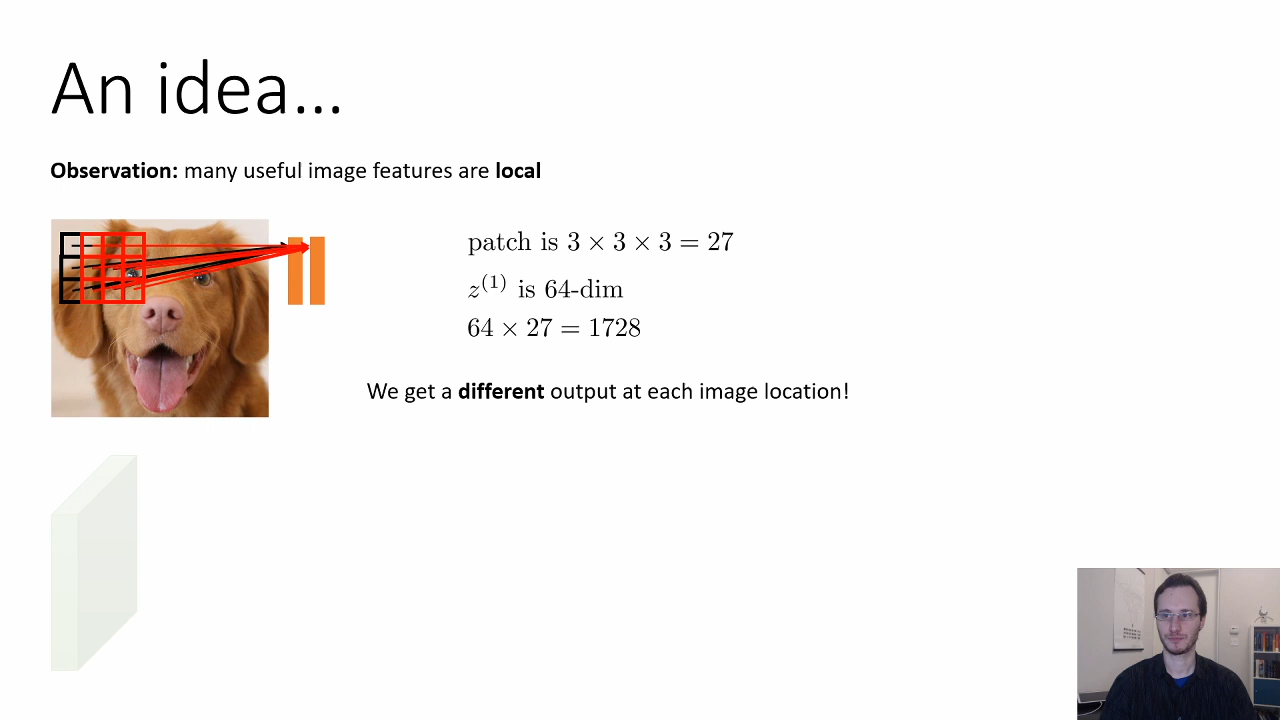 An idea…
Observation: many useful image features are local
patch is 3 × 3 × 3 = 27
z⁽¹⁾ is 64-dim
64 × 27 = 1728
We get a different output at each image location!